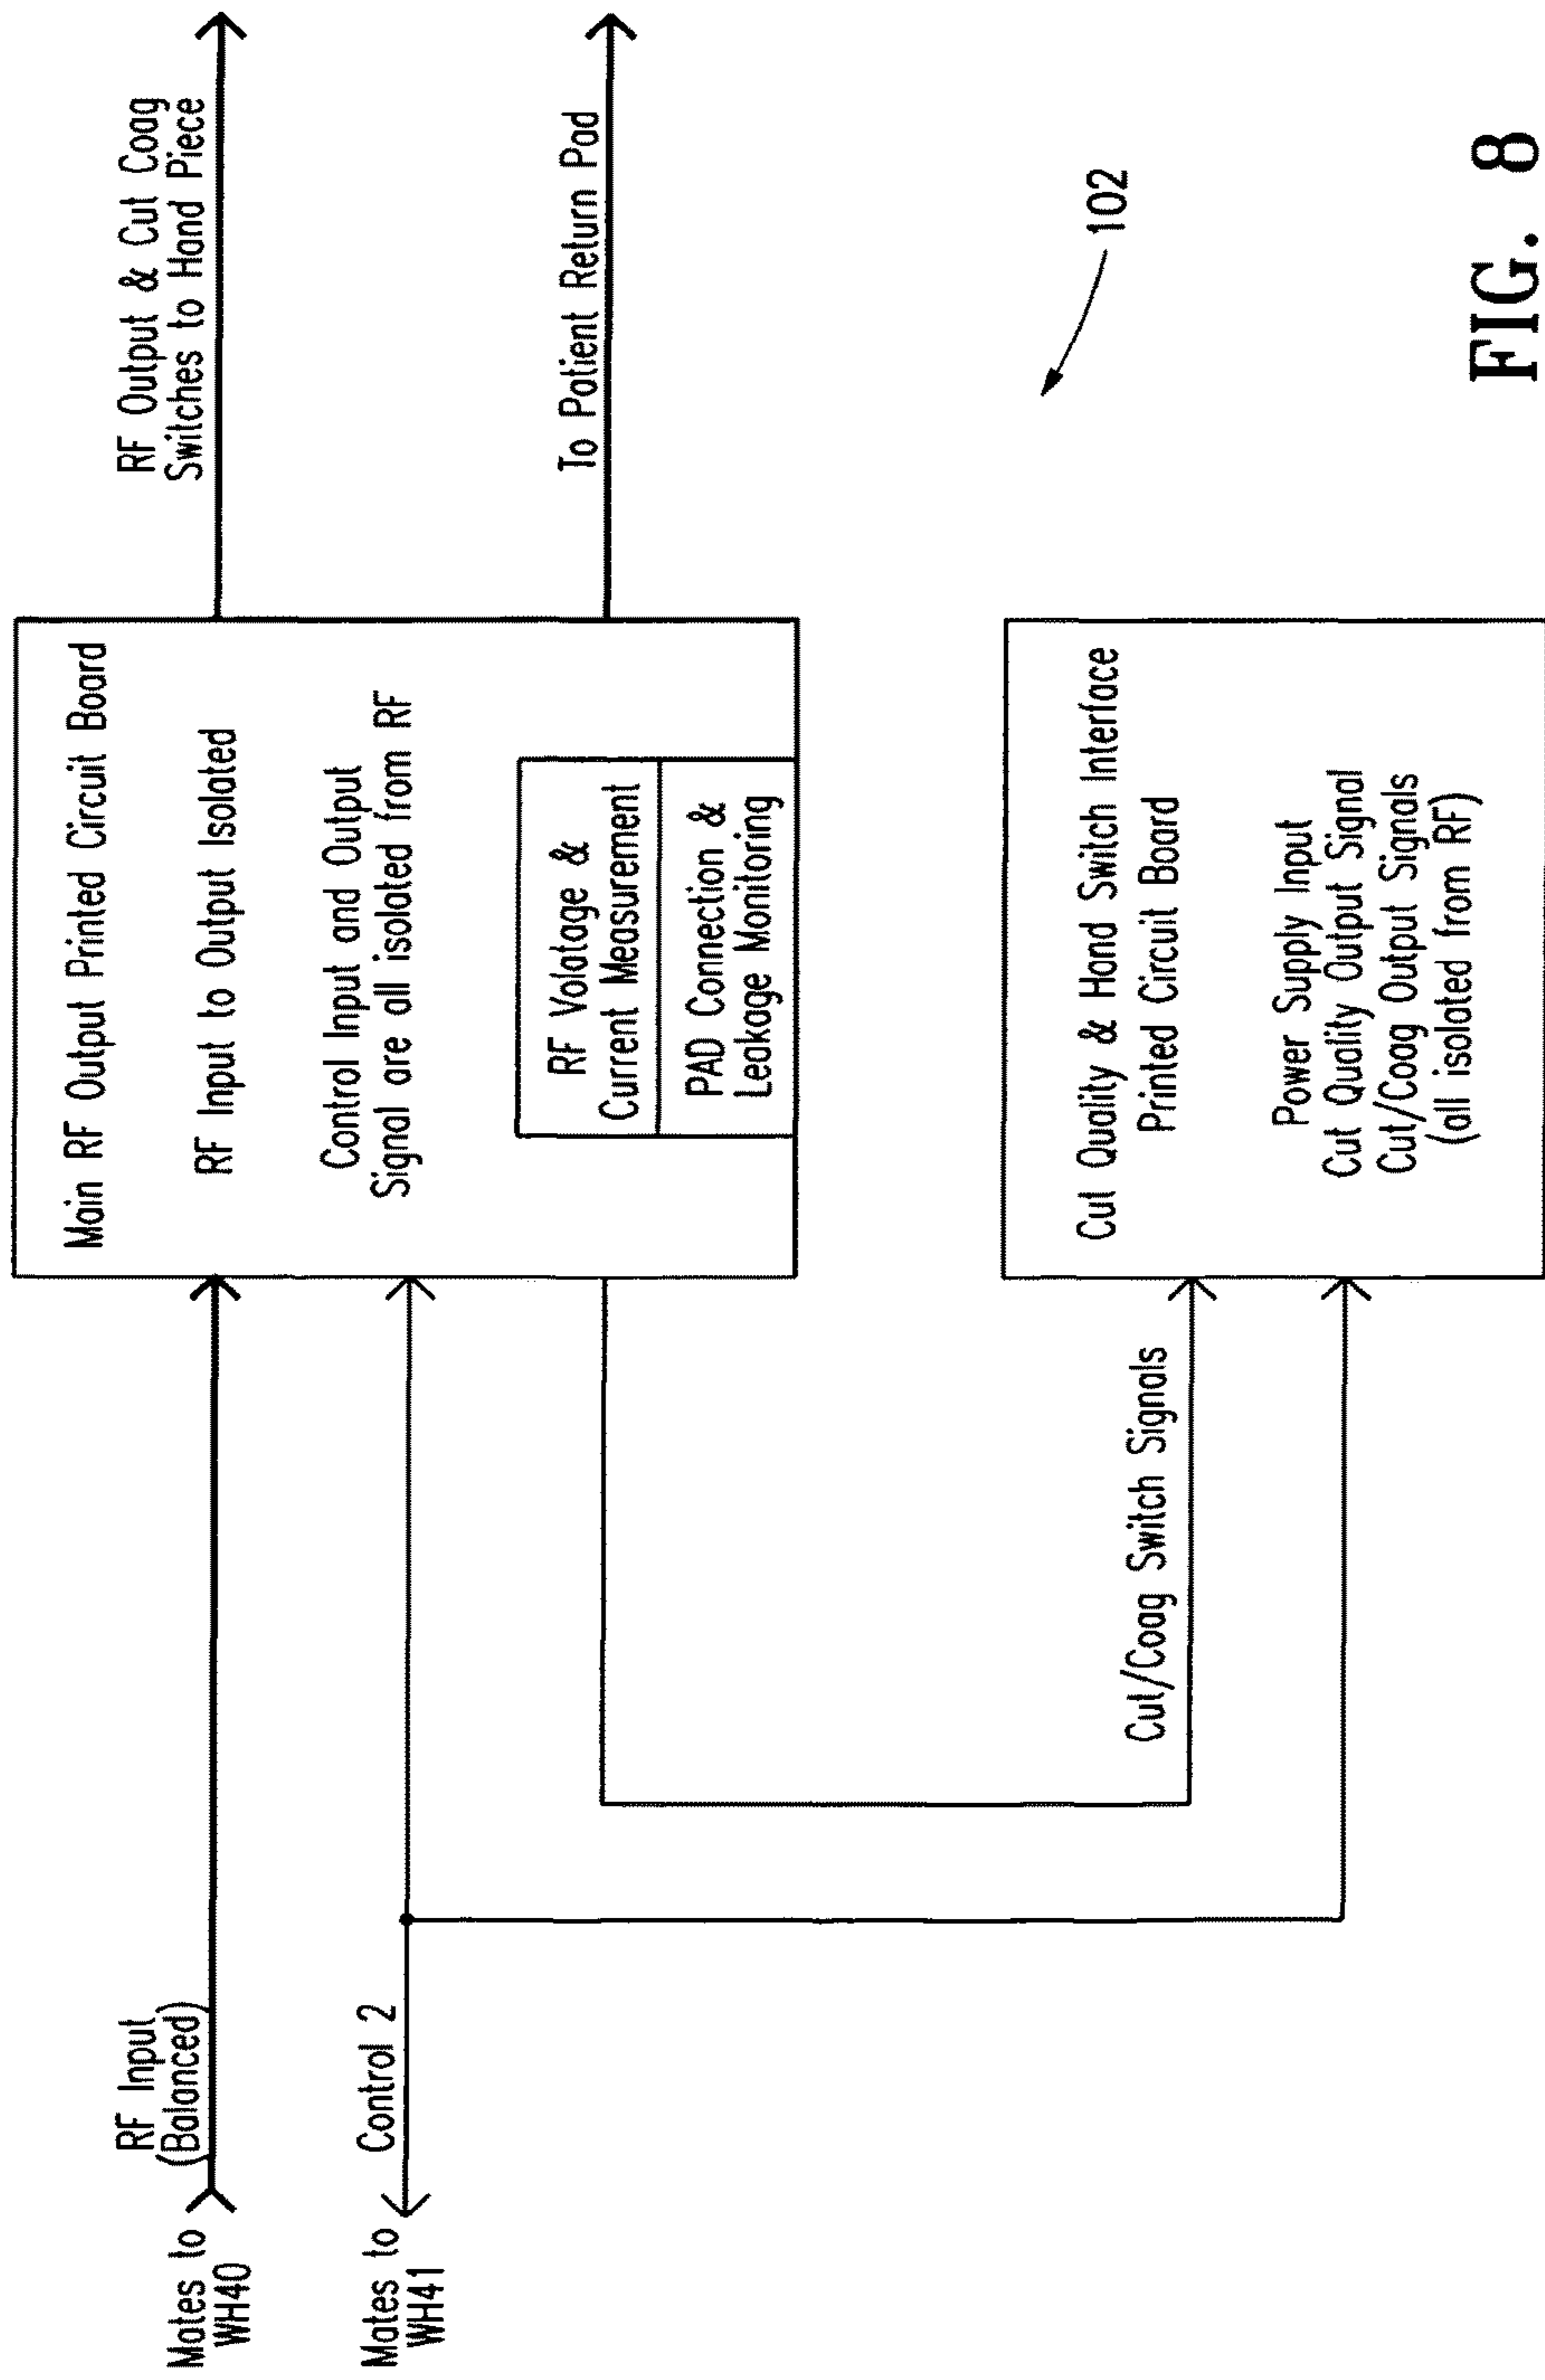 Mates to
WH40
RF Input
(Balanced)
Mates to
WH41
Control 2
Main RF Output Printed Circuit Board
RF Input to Output Isolated
Control Input and Output
Signal are all isolated from RF
RF Volatage &
Current Measurement
PAD Connection &
Leakage Monitoring
RF Output & Cut Coag
Switches to Hand Piece
To Patient Return Pad
Cut/Coag Switch Signals
Cut Quality & Hand Switch Interface
Printed Circuit Board
Power Supply Input
Cut Quality Output Signal
Cut/Coag Output Signals
(all isolated from RF)
102
FIG. 8